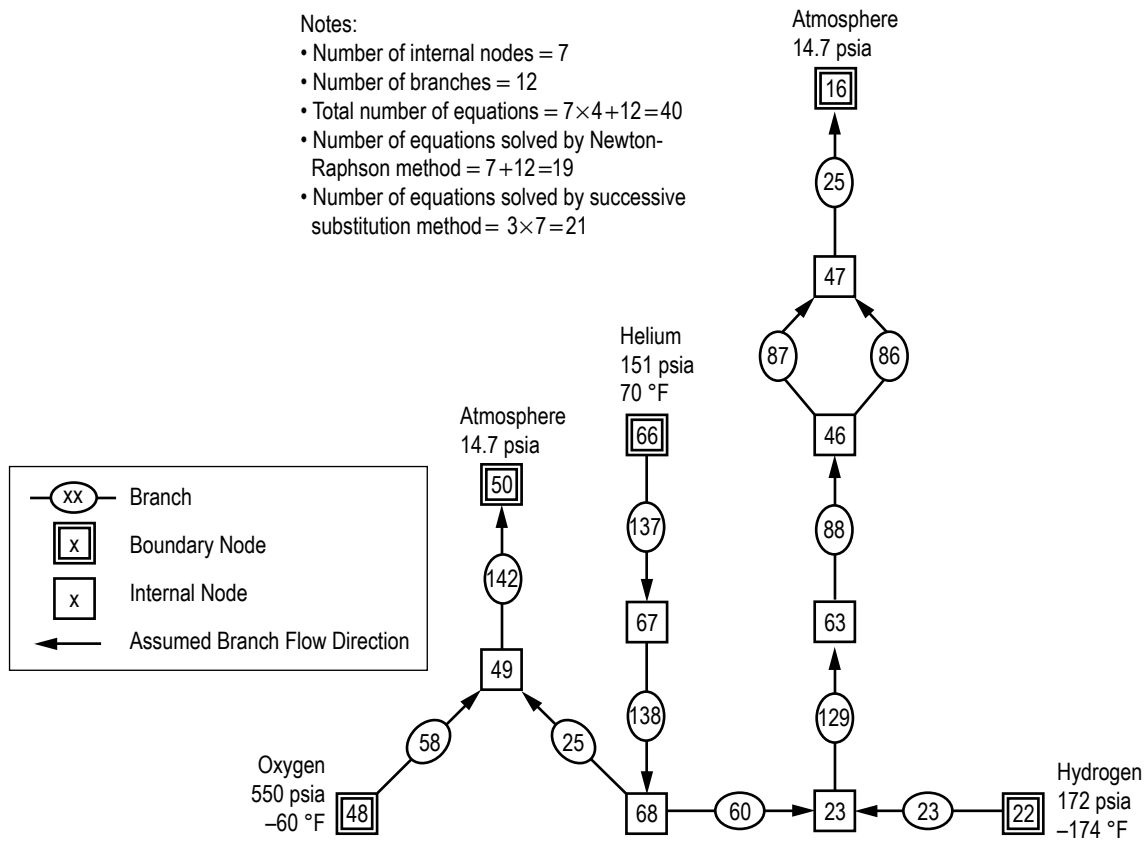 Notes:
• Number of internal nodes = 7
• Number of branches = 12
• Total number of equations = 7×4+12=40
• Number of equations solved by Newton-
Raphson method = 7+12=19
• Number of equations solved by successive
substitution method = 3×7=21
Atmosphere
14.7 psia
16
25
47
87
86
46
88
63
129
Helium
151 psia
70 °F
66
137
67
138
68
Atmosphere
14.7 psia
50
142
49
58
25
Oxygen
550 psia
–60 °F
48
60
23
23
22
Hydrogen
172 psia
–174 °F
xx Branch
x Boundary Node
x Internal Node
Assumed Branch Flow Direction